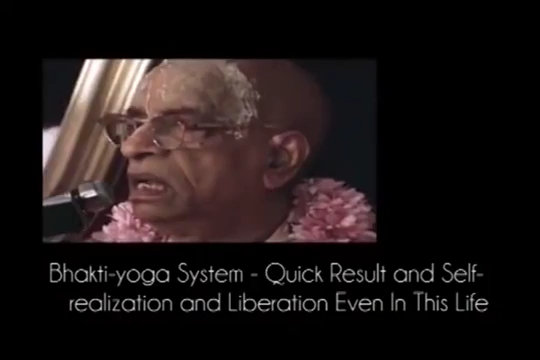 Bhakti-yoga System - Quick Result and Self-
realization and Liberation Even In This Life